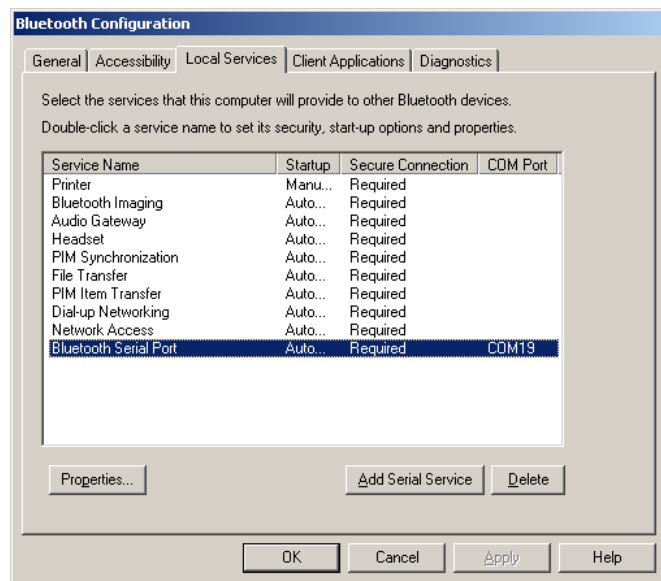 Bluetooth Configuration
General Accessibility Local Services Client Applications Diagnostics
Select the services that this computer will provide to other Bluetooth devices.
Double-click a service name to set its security, start-up options and properties.
Service Name Startup Secure Connection COM Port
Printer Manu... Required
Bluetooth Imaging Auto... Required
Audio Gateway Auto... Required
Headset Auto... Required
PIM Synchronization Auto... Required
File Transfer Auto... Required
PIM Item Transfer Auto... Required
Dial-up Networking Auto... Required
Network Access Auto... Required
Bluetooth Serial Port Auto... Required COM19
Properties... Add Serial Service Delete
OK Cancel Apply Help